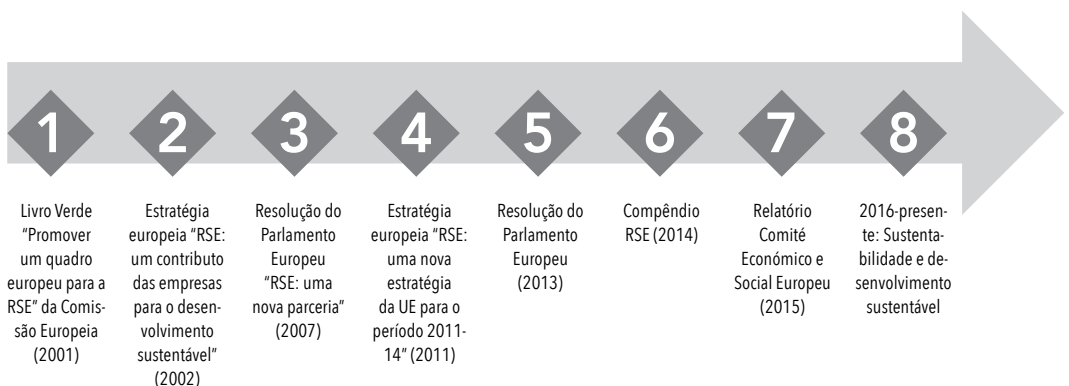 1 2 3 4 5 6 7 8
Livro Verde
"Promover
um quadro
europeu para a
RSE" da Comis-
são Europeia
(2001)
Estratégia
europeia "RSE:
um contributo
das empresas
para o desen-
volvimento
sustentável"
(2002)
Resolução do
Parlamento
Europeu
"RSE: uma
nova parceria"
(2007)
Estratégia
europeia "RSE:
uma nova
estratégia
da UE para o
período 2011-
14" (2011)
Resolução do
Parlamento
Europeu
(2013)
Compêndio
RSE (2014)
Relatório
Comité
Económico e
Social Europeu
(2015)
2016-presen-
te: Sustenta-
bilidade e de-
senvolvimento
sustentável